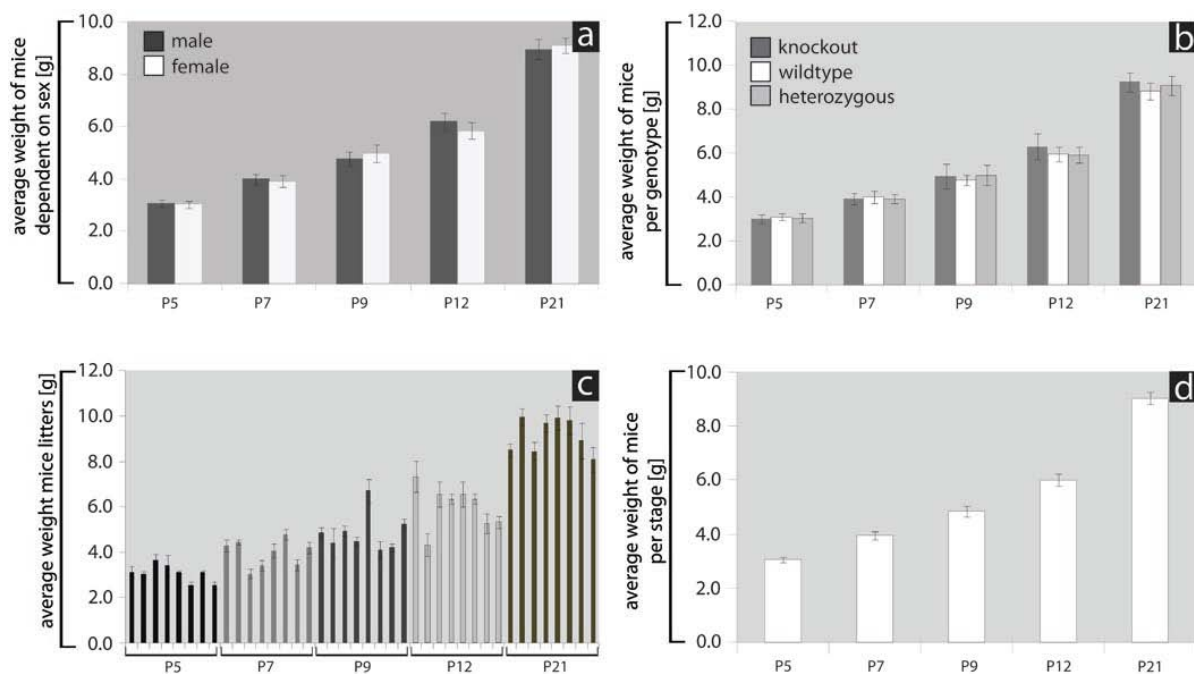 average weight of mice
dependent on sex [g]
10.0
8.0
6.0
4.0
2.0
0.0
male
female
a
P5 P7 P9 P12 P21
average weight of mice
per genotype [g]
12.0
10.0
8.0
6.0
4.0
2.0
0.0
knockout
wildtype
heterozygous
b
P5 P7 P9 P12 P21
average weight mice litters [g]
12.0
10.0
8.0
6.0
4.0
2.0
0.0
c
P5 P7 P9 P12 P21
average weight of mice
per stage [g]
10.0
8.0
6.0
4.0
2.0
0.0
d
P5 P7 P9 P12 P21